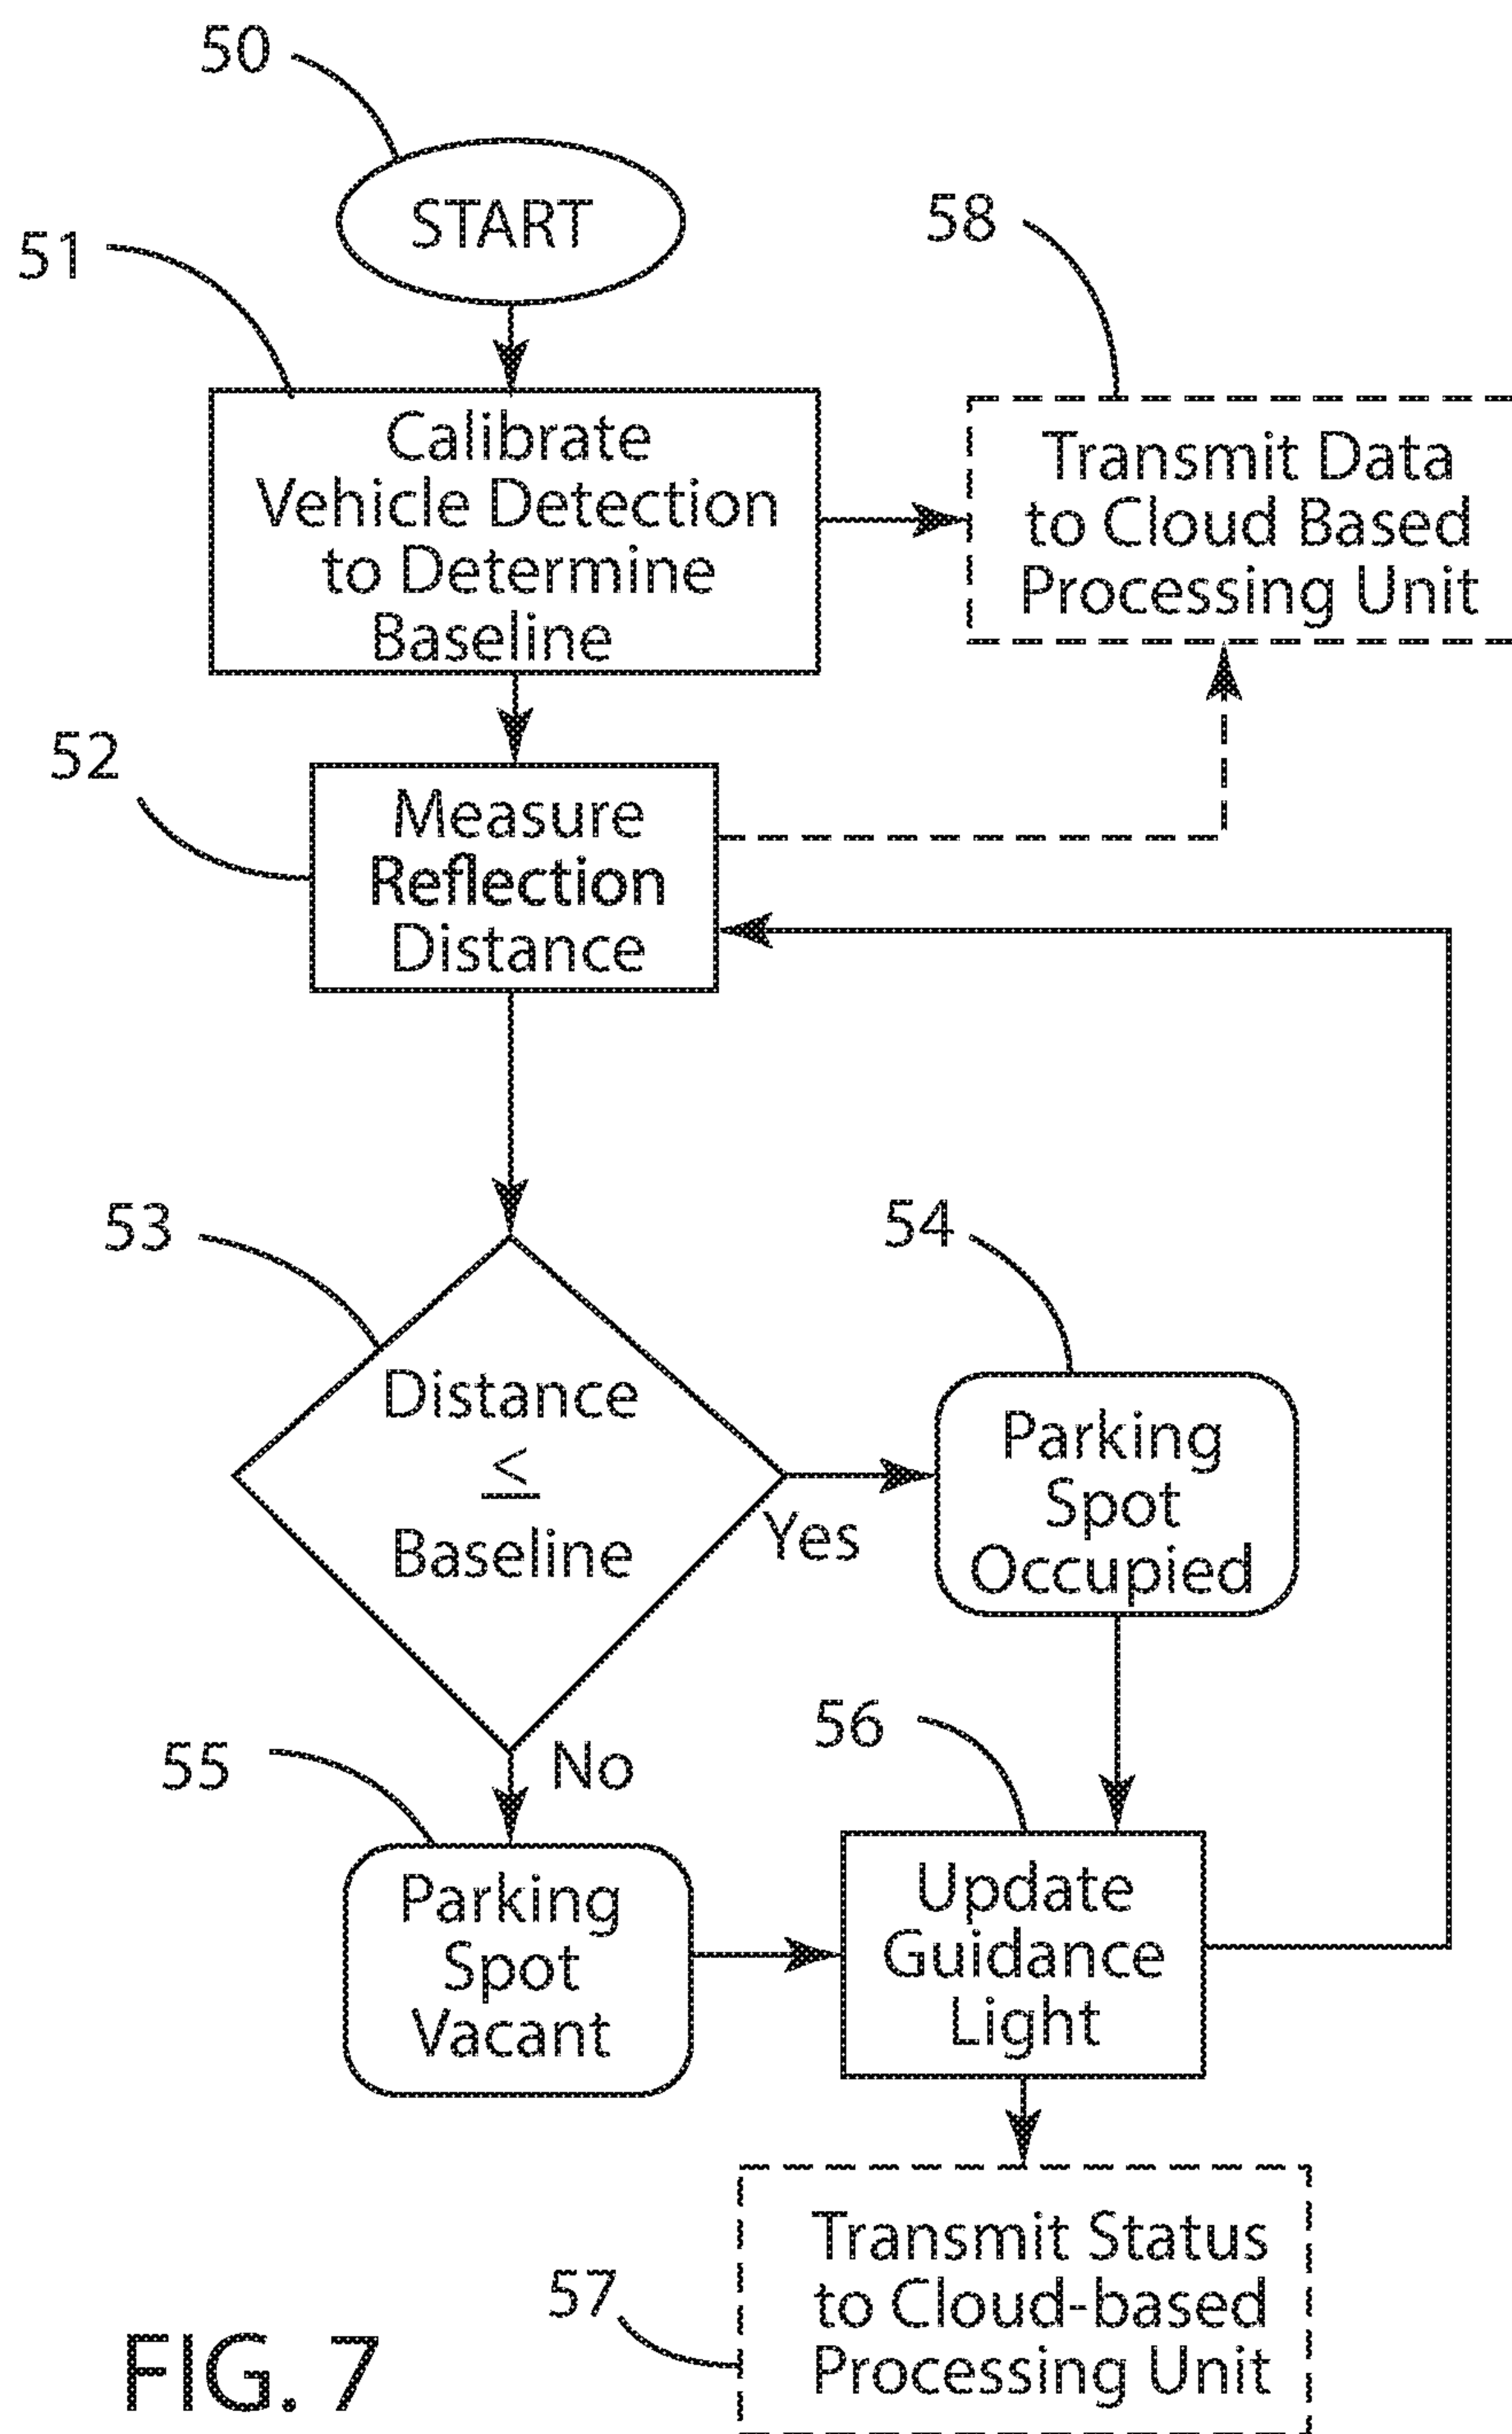 50
START
51
58
Calibrate
Vehicle Detection
to Determine
Baseline
Transmit Data
to Cloud Based
Processing Unit
52
Measure
Reflection
Distance
53
54
Distance
≤
Baseline
Yes
Parking
Spot
Occupied
55
No
56
Parking
Spot
Vacant
Update
Guidance
Light
57
Transmit Status
to Cloud-based
Processing Unit
FIG. 7